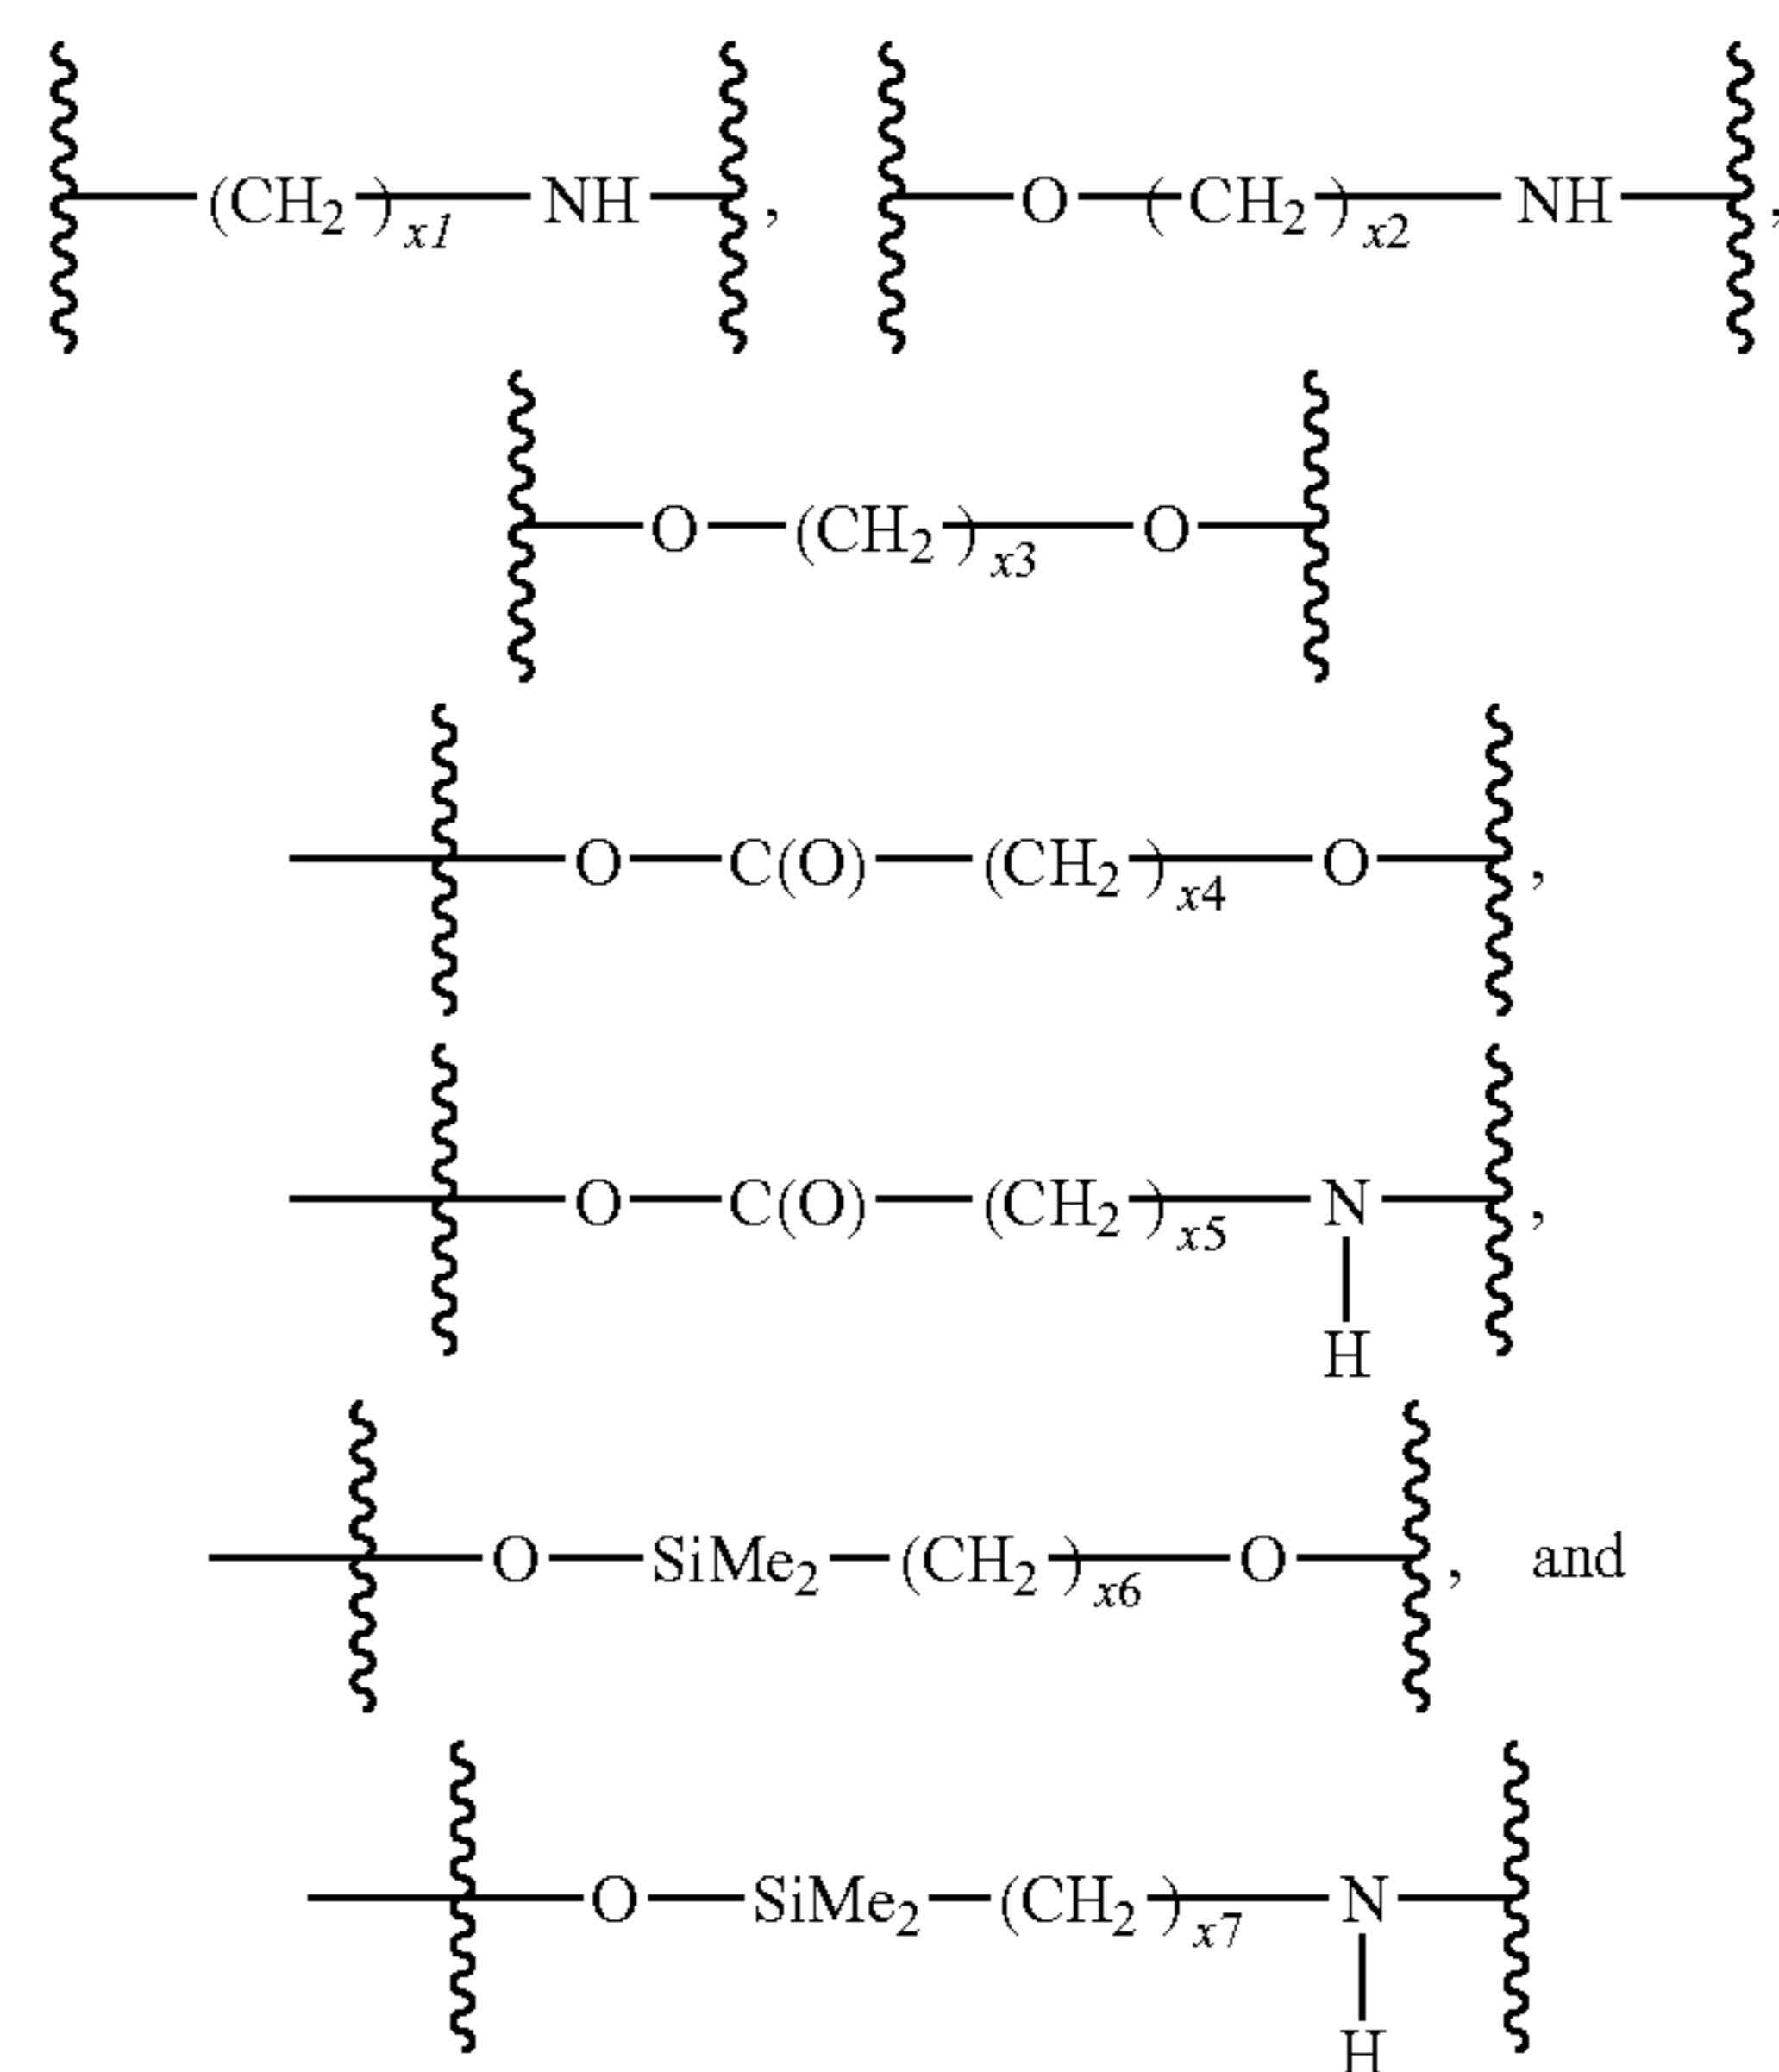 (CH2)x1 NH , O (CH2)x2 NH ,
O (CH2)x3 O
O C(O) (CH2)x4 O ,
O C(O) (CH2)x5 N ,
H
O SiMe2 (CH2)x6 O , and
O SiMe2 (CH2)x7 N
H